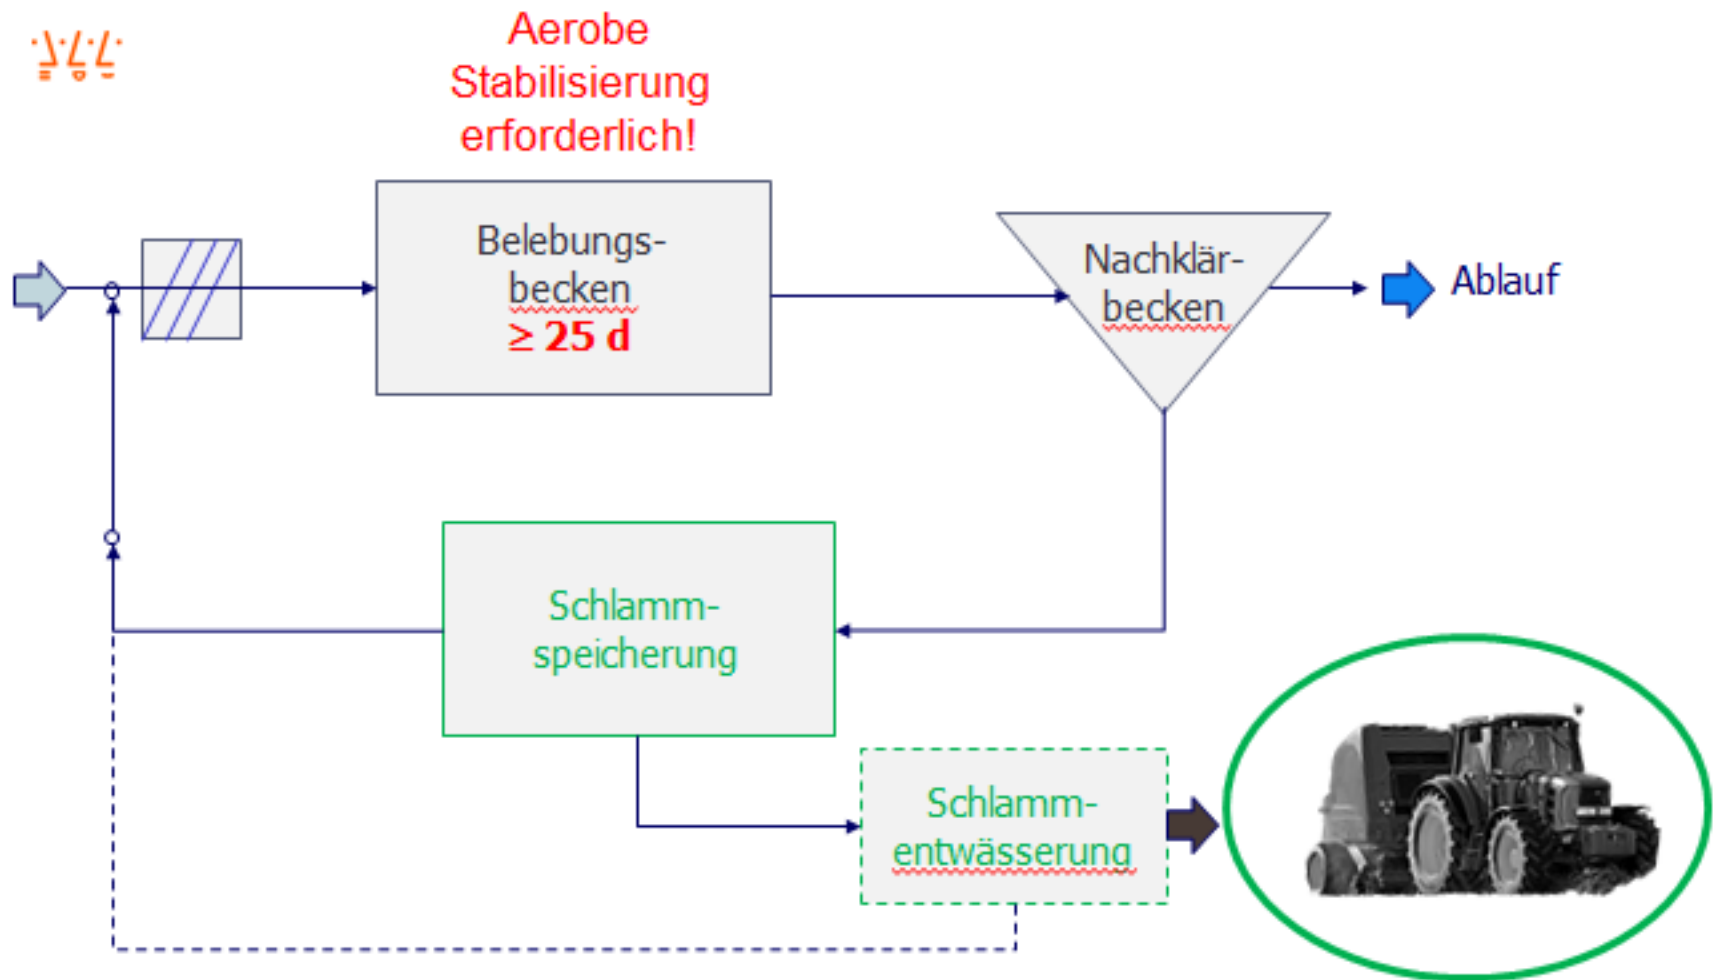 Aerobe
Stabilisierung
erforderlich!
Belebungs-
becken
≥ 25 d
Nachklär-
becken
Ablauf
Schlamm-
speicherung
Schlamm-
entwässerung